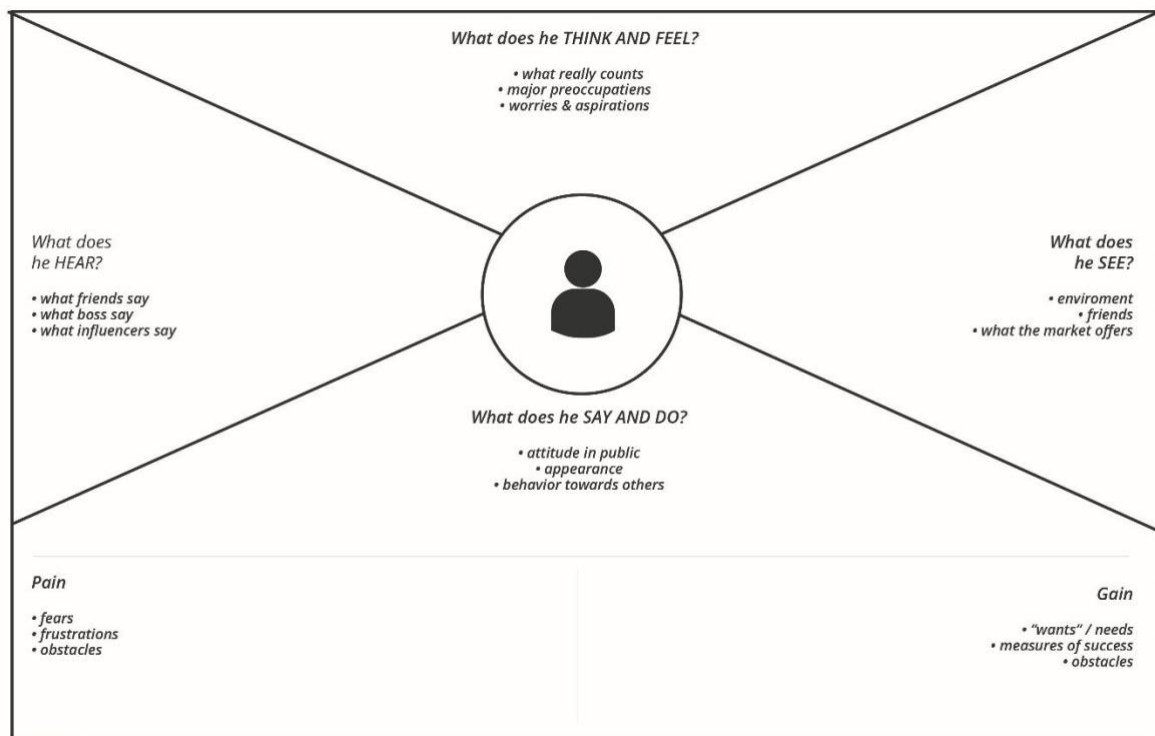 What does he THINK AND FEEL?
• what really counts
• major preoccupatiens
• worries & aspirations
What does
he HEAR?
• what friends say
• what boss say
• what influencers say
What does
he SEE?
• enviroment
• friends
• what the market offers
What does he SAY AND DO?
• attitude in public
• appearance
• behavior towards others
Pain
• fears
• frustrations
• obstacles
Gain
• “wants” / needs
• measures of success
• obstacles